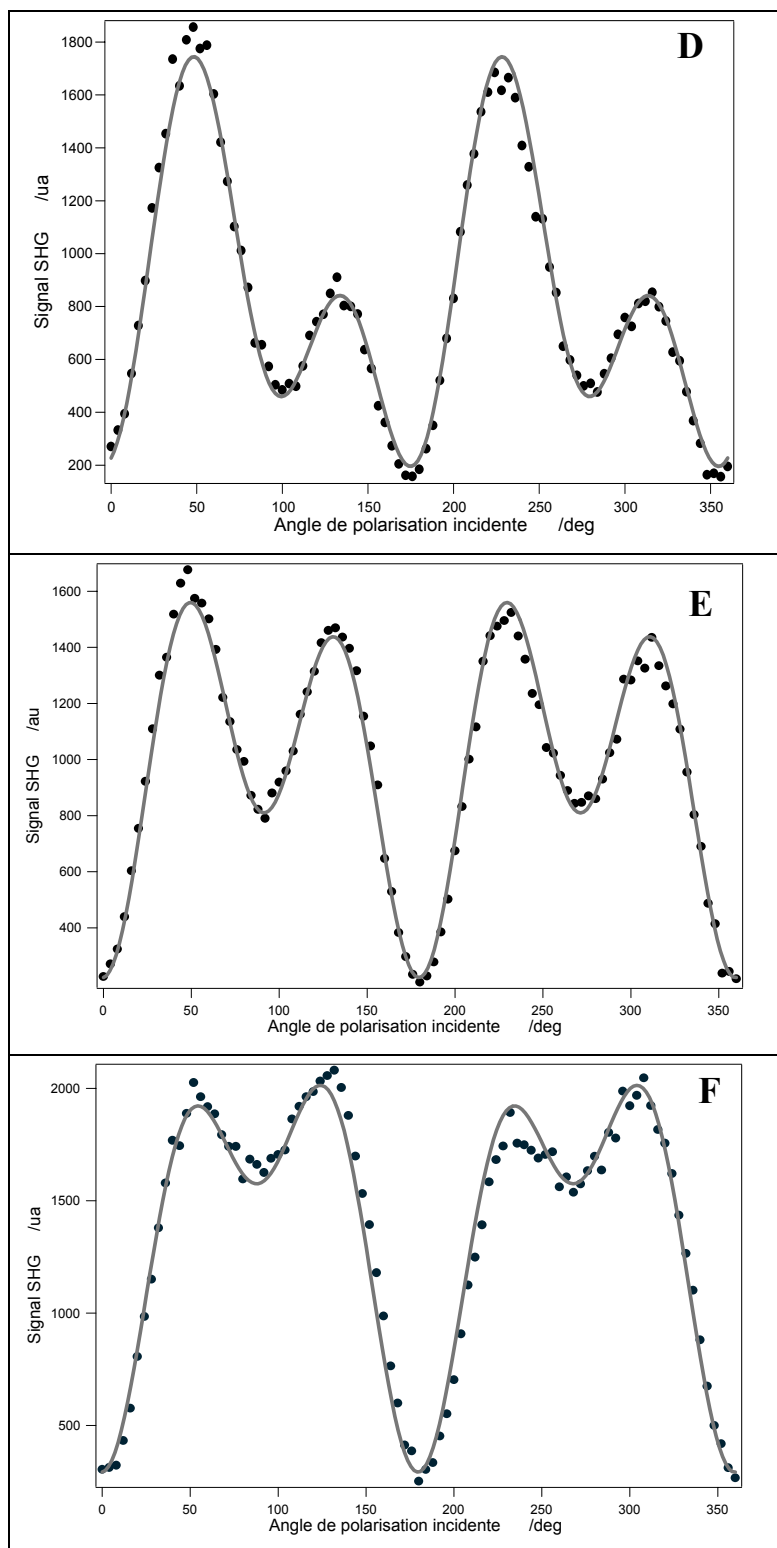 D
1800
1600
1400
1200
1000
800
600
400
200
Signal SHG /ua
0 50 100 150 200 250 300 350
Angle de polarisation incidente /deg
E
1600
1400
1200
1000
800
600
400
Signal SHG /au
0 50 100 150 200 250 300 350
Angle de polarisation incidente /deg
F
2000
1500
1000
500
Signal SHG /ua
0 50 100 150 200 250 300 350
Angle de polarisation incidente /deg